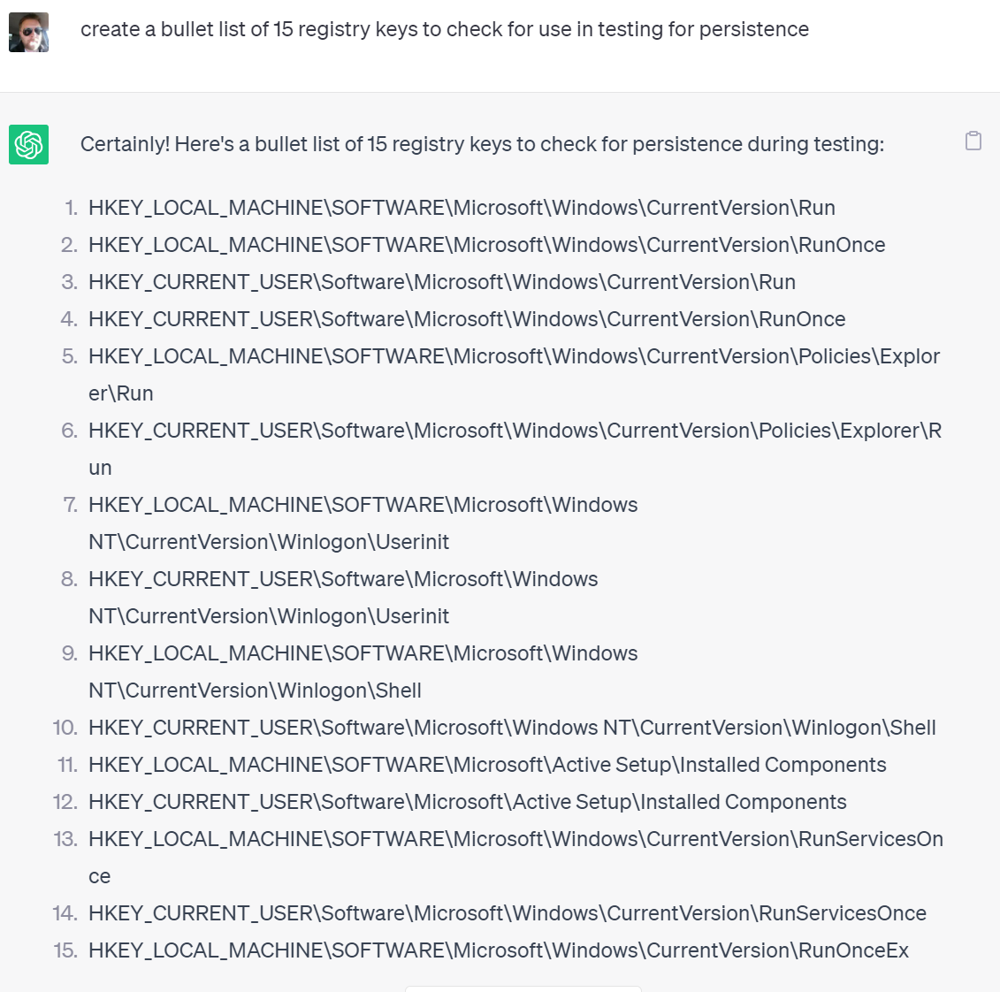 create a bullet list of 15 registry keys to check for use in testing for persistence
Certainly! Here's a bullet list of 15 registry keys to check for persistence during testing:
1. HKEY_LOCAL_MACHINE\SOFTWARE\Microsoft\Windows\CurrentVersion\Run
2. HKEY_LOCAL_MACHINE\SOFTWARE\Microsoft\Windows\CurrentVersion\RunOnce
3. HKEY_CURRENT_USER\Software\Microsoft\Windows\CurrentVersion\Run
4. HKEY_CURRENT_USER\Software\Microsoft\Windows\CurrentVersion\RunOnce
5. HKEY_LOCAL_MACHINE\SOFTWARE\Microsoft\Windows\CurrentVersion\Policies\Explor
er\Run
6. HKEY_CURRENT_USER\Software\Microsoft\Windows\CurrentVersion\Policies\Explorer\R
un
7. HKEY_LOCAL_MACHINE\SOFTWARE\Microsoft\Windows
NT\CurrentVersion\Winlogon\Userinit
8. HKEY_CURRENT_USER\Software\Microsoft\Windows
NT\CurrentVersion\Winlogon\Userinit
9. HKEY_LOCAL_MACHINE\SOFTWARE\Microsoft\Windows
NT\CurrentVersion\Winlogon\Shell
10. HKEY_CURRENT_USER\Software\Microsoft\Windows NT\CurrentVersion\Winlogon\Shell
11. HKEY_LOCAL_MACHINE\SOFTWARE\Microsoft\Active Setup\Installed Components
12. HKEY_CURRENT_USER\Software\Microsoft\Active Setup\Installed Components
13. HKEY_LOCAL_MACHINE\SOFTWARE\Microsoft\Windows\CurrentVersion\RunServicesOn
ce
14. HKEY_CURRENT_USER\Software\Microsoft\Windows\CurrentVersion\RunServicesOnce
15. HKEY_LOCAL_MACHINE\SOFTWARE\Microsoft\Windows\CurrentVersion\RunOnceEx